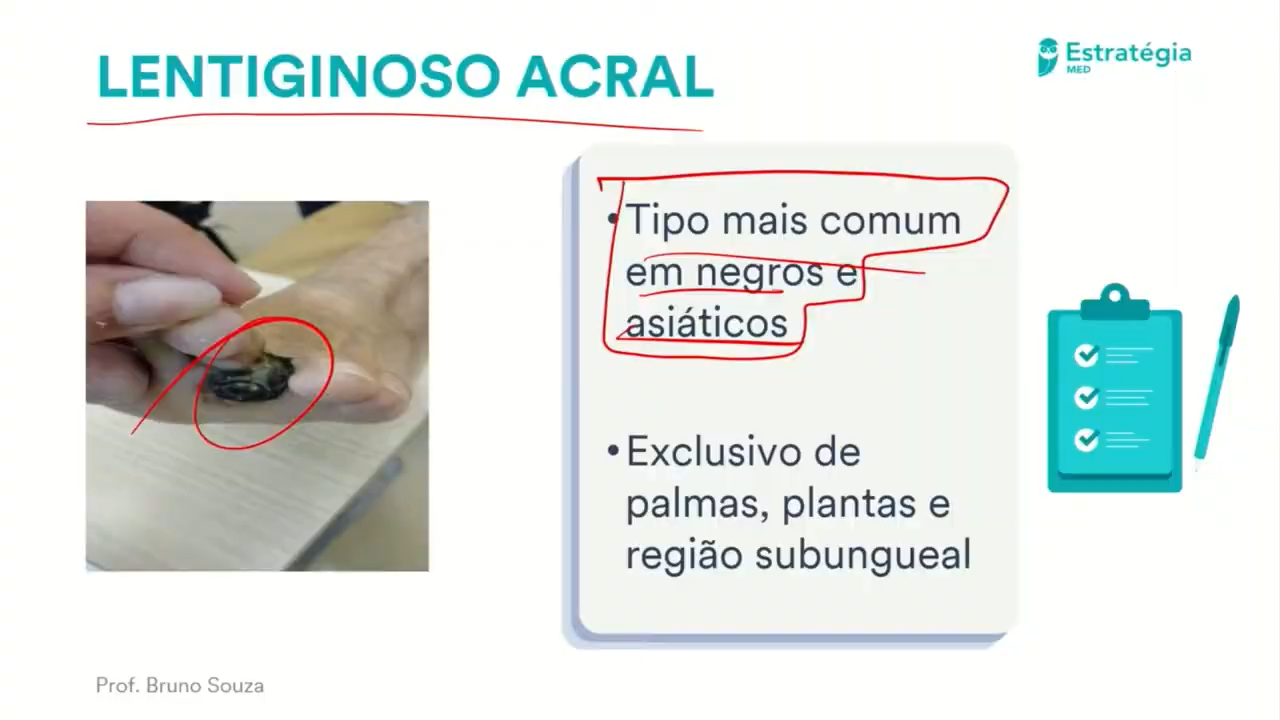 LENTIGINOSO ACRAL
Estratégia
MED
• Tipo mais comum
em negros e
asiáticos
• Exclusivo de
palmas, plantas e
região subungueal
Prof. Bruno Souza